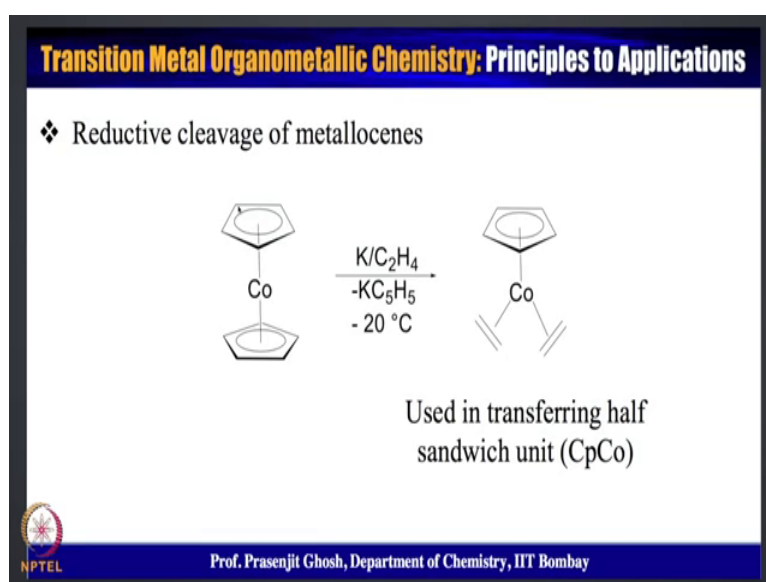 Transition Metal Organometallic Chemistry: Principles to Applications
❖ Reductive cleavage of metallocenes
Co
K/C₂H₄
-KC₅H₅
- 20 °C
Co
Used in transferring half
sandwich unit (CpCo)
NPTEL
Prof. Prasenjit Ghosh, Department of Chemistry, IIT Bombay